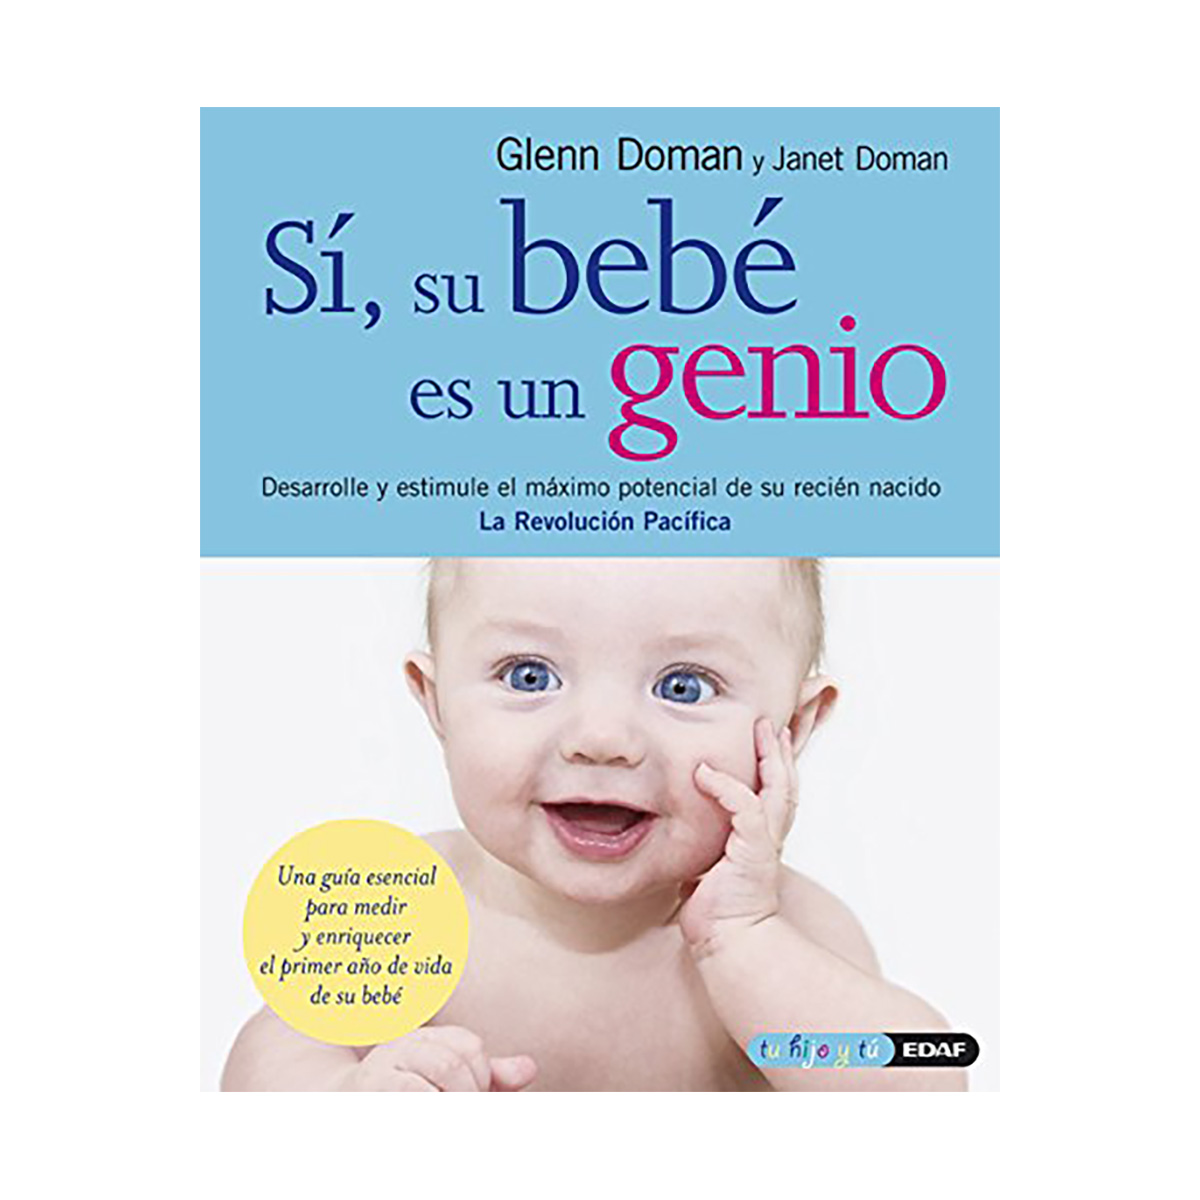 Glenn Doman y Janet Doman
Sí, su bebé
es un genio
Desarrolle y estimule el máximo potencial de su recién nacido
La Revolución Pacífica
Una guía esencial
para medir
y enriquecer
el primer año de vida
de su bebé
tu hijo y tú EDAF